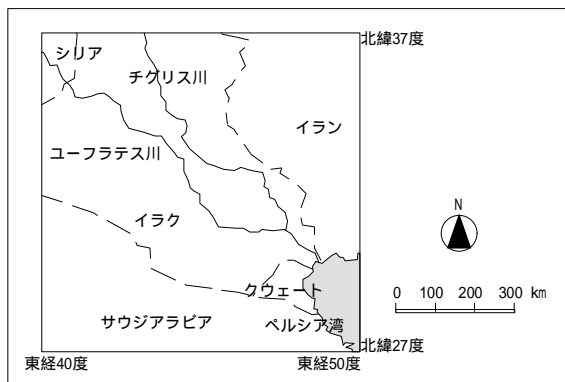 北緯37度
シリア
チグリス川
イラン
ユーフラテス川
イラク
N
クウェート
0 100 200 300 km
サウジアラビア
ペルシア湾
北緯27度
東経40度
東経50度